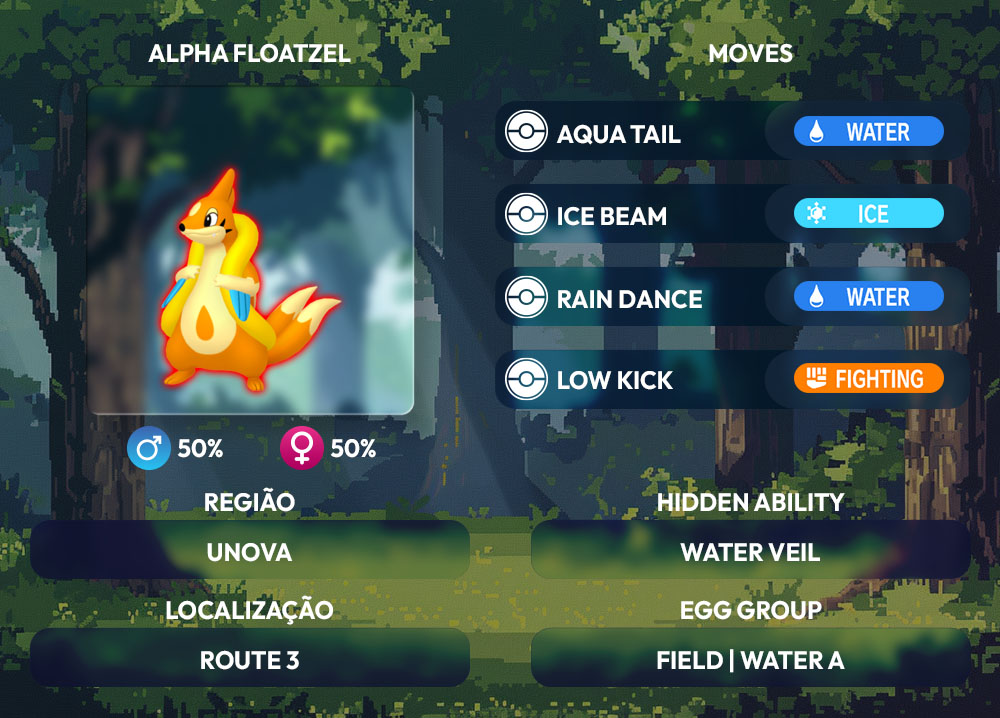 ALPHA FLOATZEL
♂ 50% ♀ 50%
REGIÃO
UNOVA
LOCALIZAÇÃO
ROUTE 3
MOVES
AQUA TAIL WATER
ICE BEAM ICE
RAIN DANCE WATER
LOW KICK FIGHTING
HIDDEN ABILITY
WATER VEIL
EGG GROUP
FIELD | WATER A